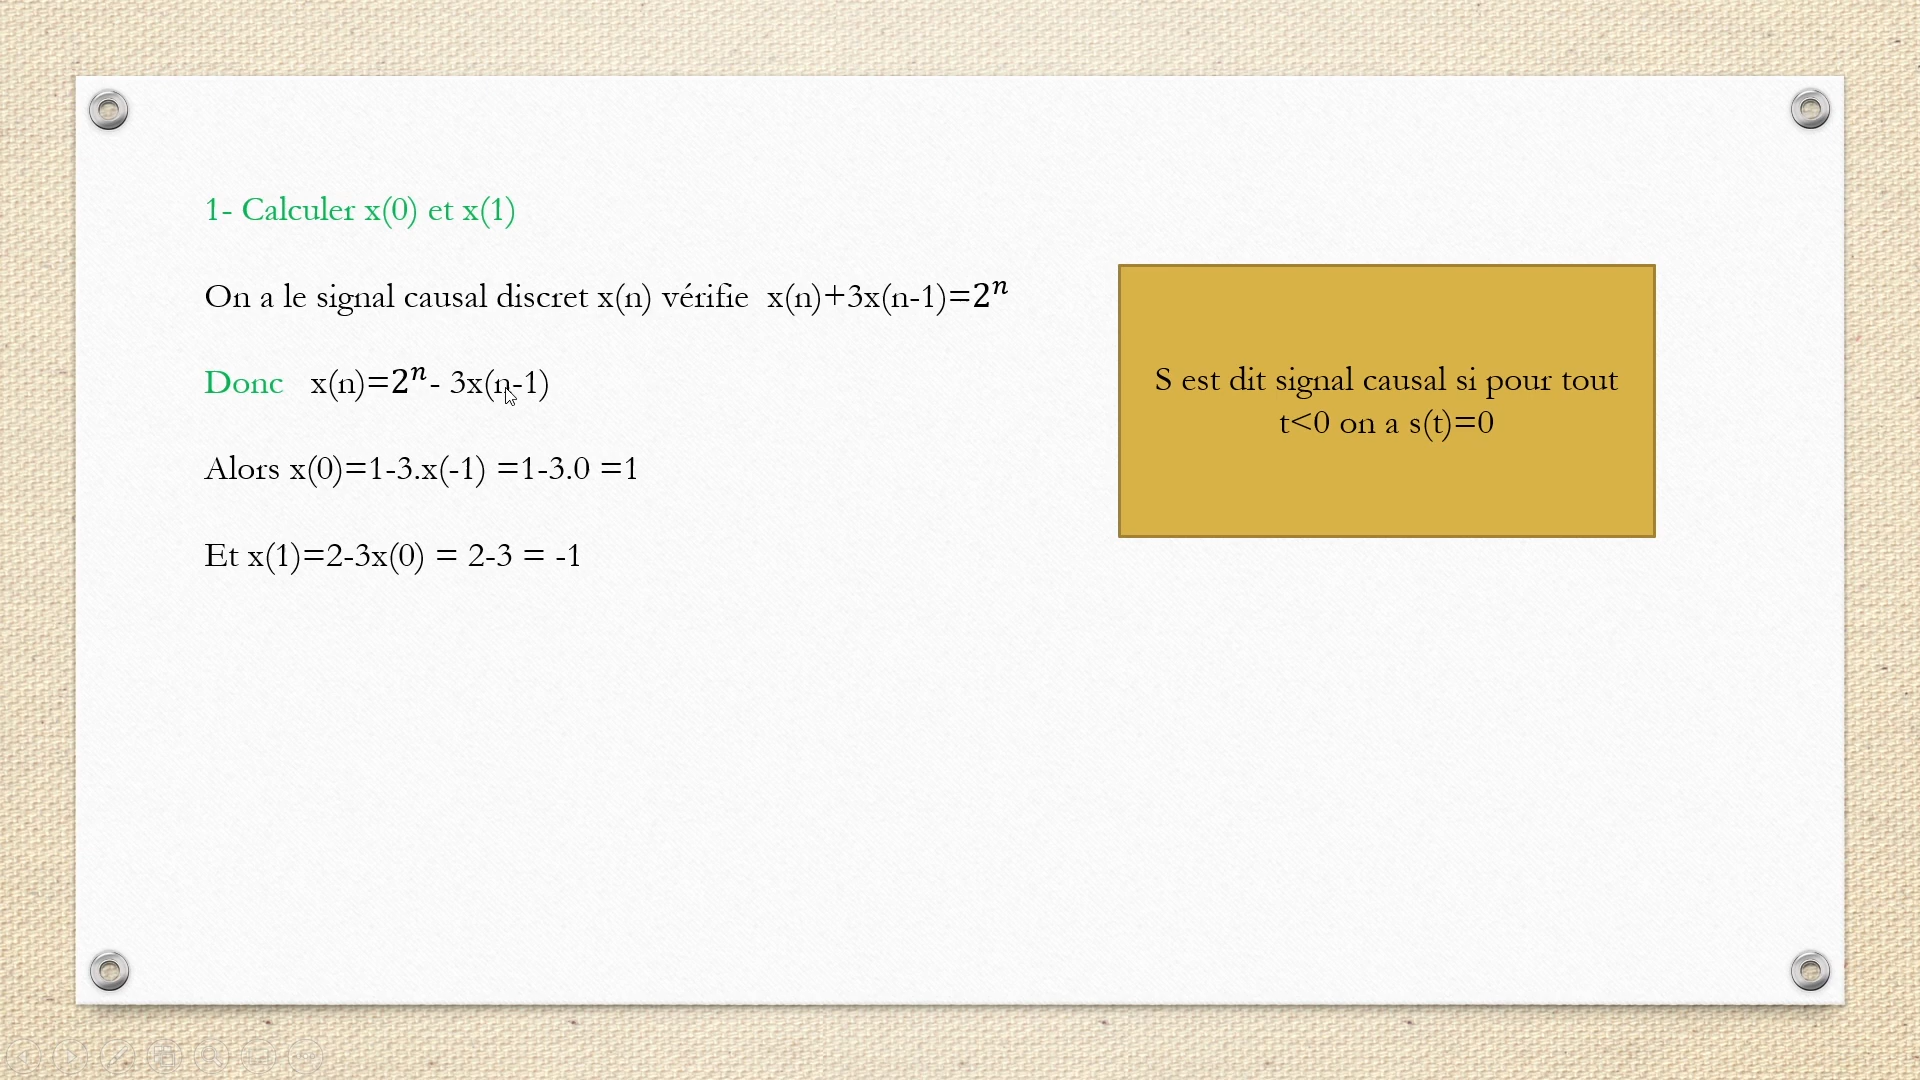 1- Calculer x(0) et x(1)
On a le signal causal discret x(n) vérifie  x(n)+3x(n-1)=2ⁿ
Donc   x(n)=2ⁿ- 3x(n-1)
Alors x(0)=1-3.x(-1) =1-3.0 =1
Et x(1)=2-3x(0) = 2-3 = -1
S est dit signal causal si pour tout
t<0 on a s(t)=0